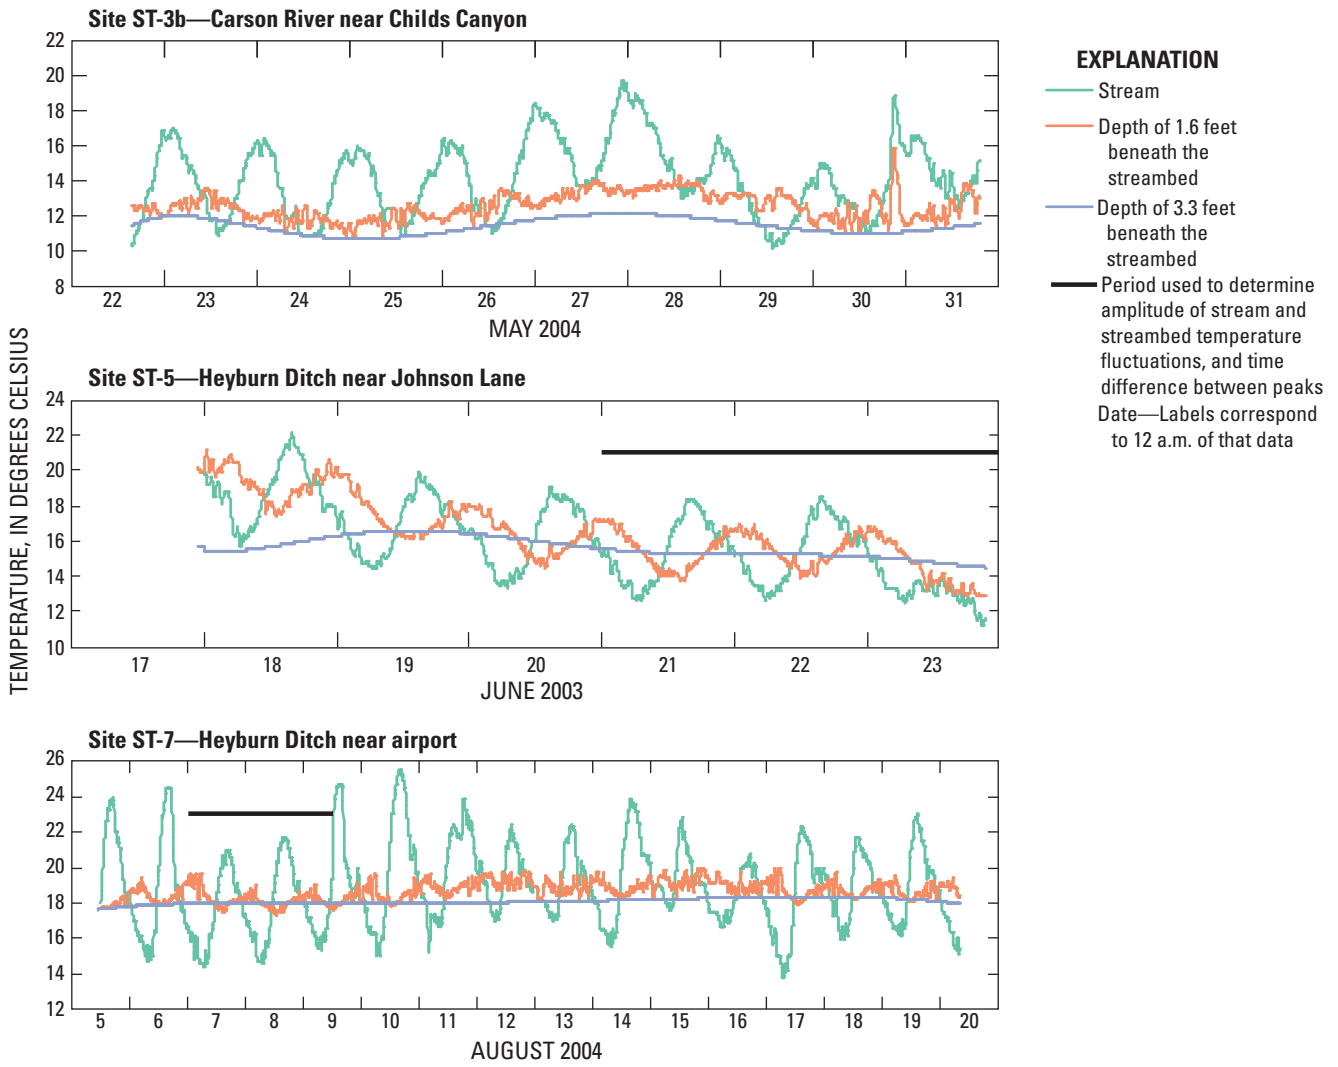 Site ST-3b—Carson River near Childs Canyon
22
20
18
16
14
12
10
8
22 23 24 25 26 27 28 29 30 31
MAY 2004
EXPLANATION
Stream
Depth of 1.6 feet
beneath the
streambed
Depth of 3.3 feet
beneath the
streambed
Period used to determine
amplitude of stream and
streambed temperature
fluctuations, and time
difference between peaks
Date—Labels correspond
to 12 a.m. of that data
TEMPERATURE, IN DEGREES CELSIUS
Site ST-5—Heyburn Ditch near Johnson Lane
24
22
20
18
16
14
12
10
17 18 19 20 21 22 23
JUNE 2003
Site ST-7—Heyburn Ditch near airport
26
24
22
20
18
16
14
12
5 6 7 8 9 10 11 12 13 14 15 16 17 18 19 20
AUGUST 2004